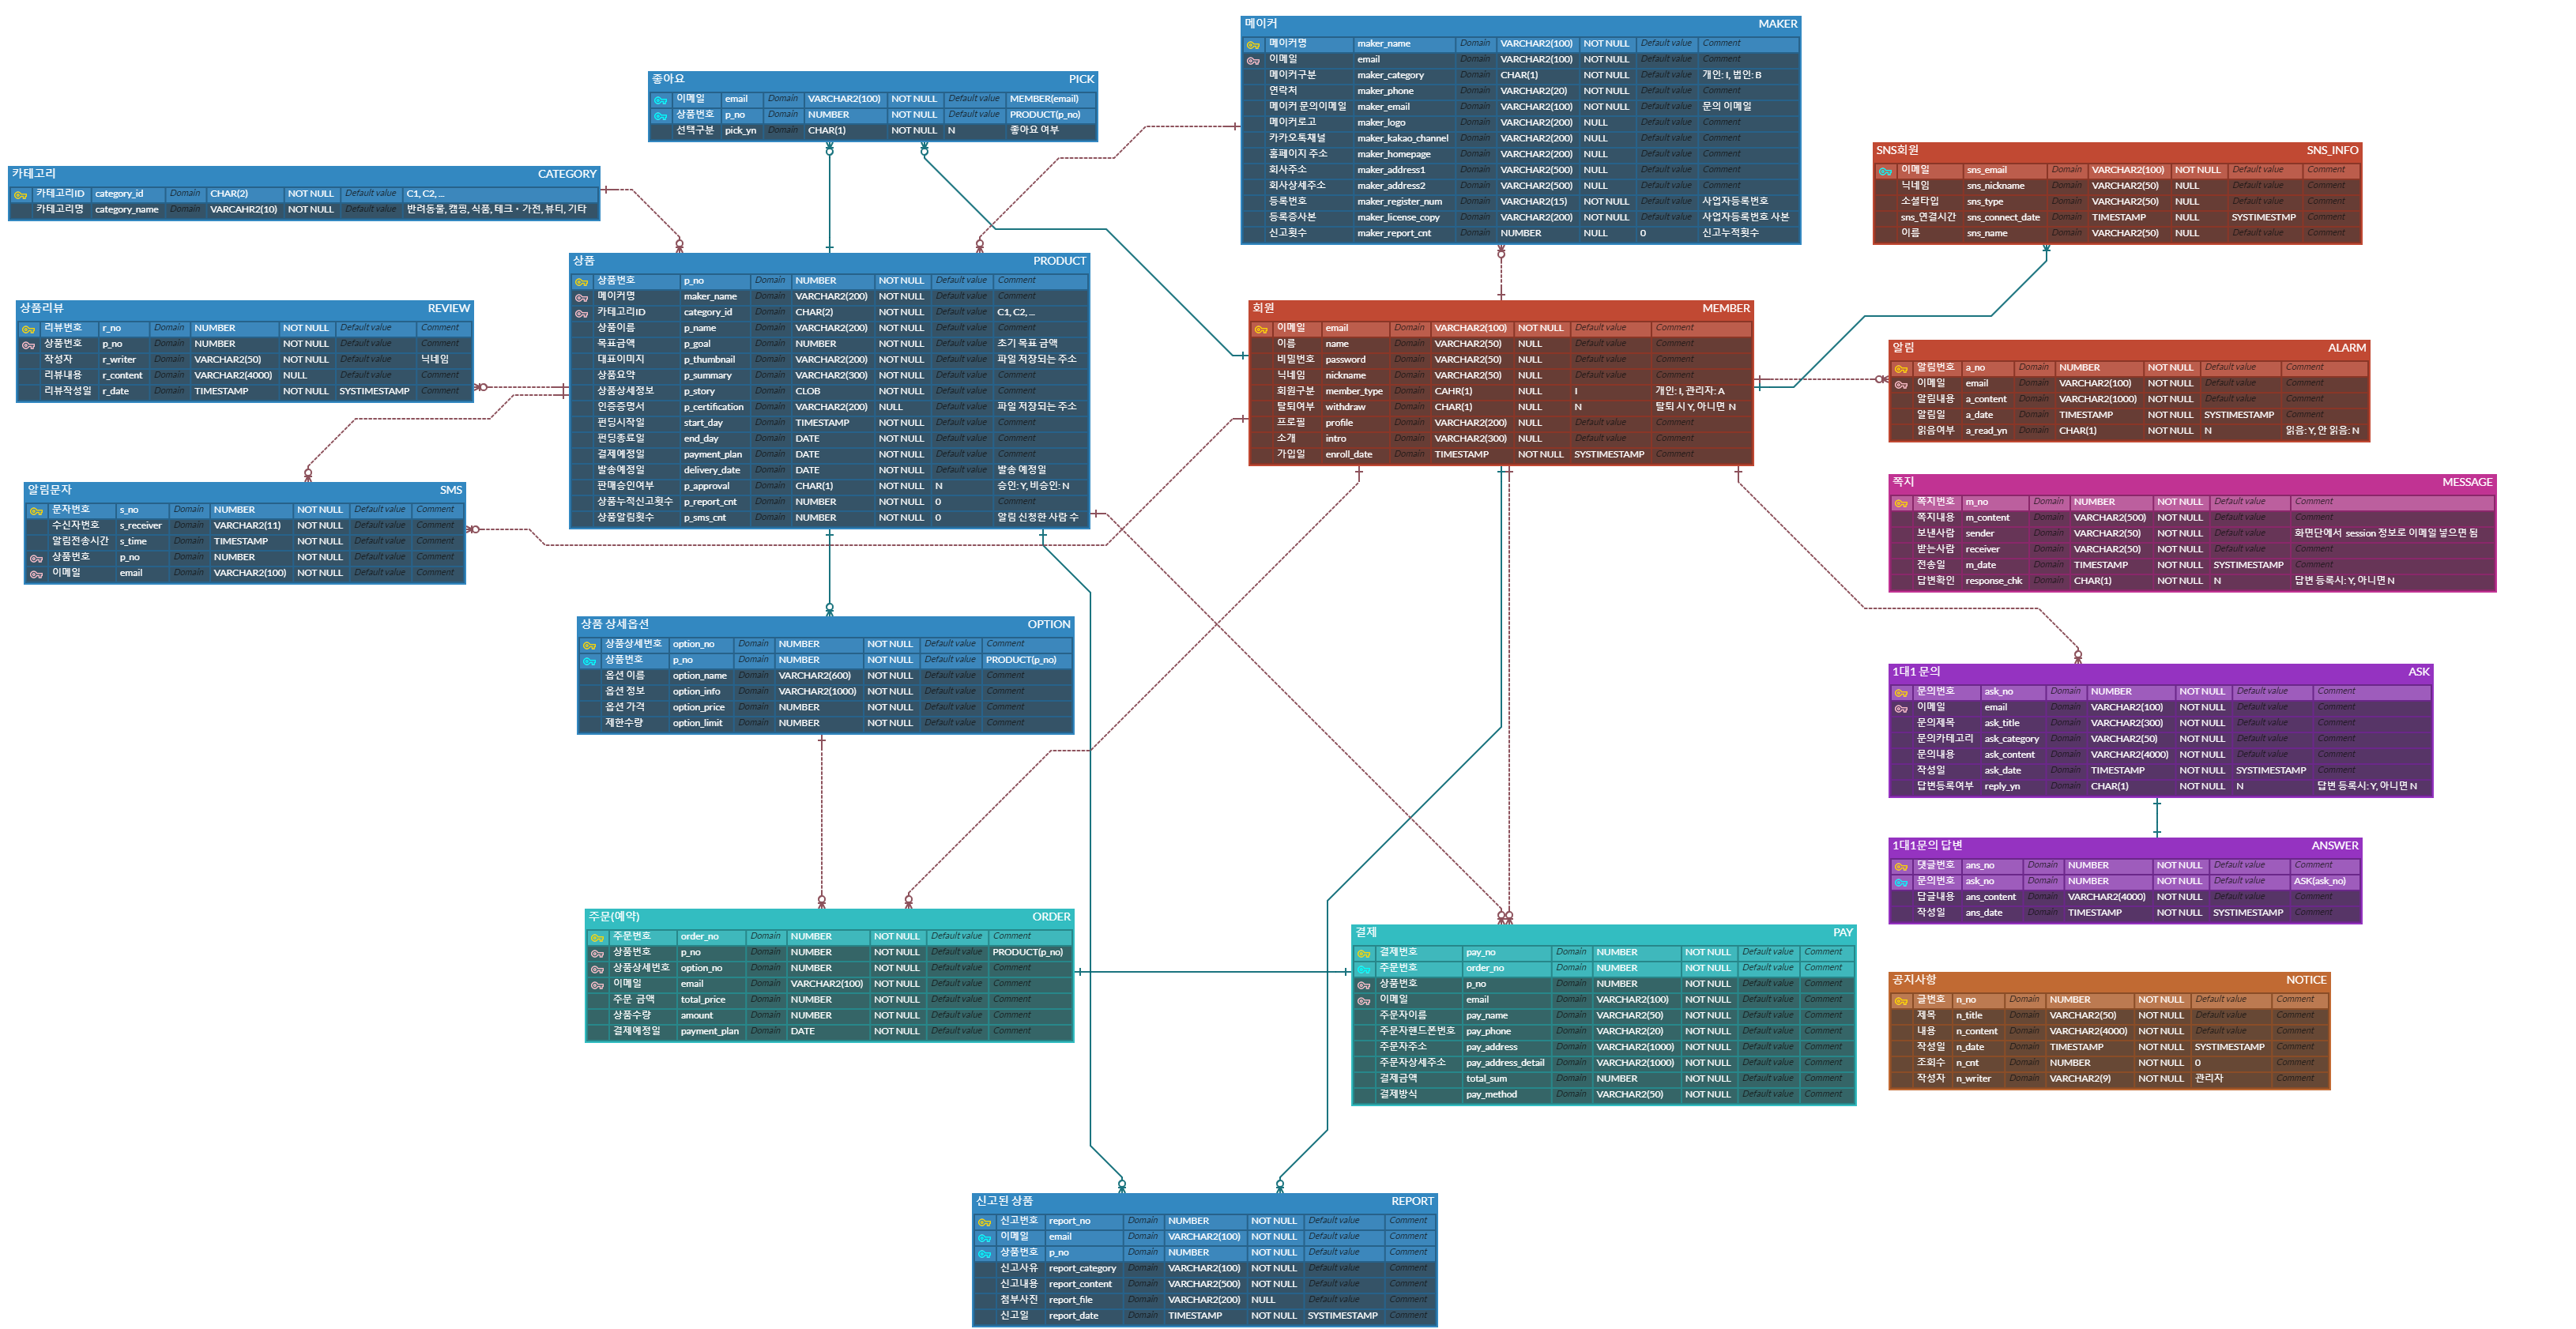 메이커 MAKER
메이커명 maker_name Domain VARCHAR2(100) NOT NULL Default value Comment
이메일 email Domain VARCHAR2(100) NOT NULL Default value Comment
메이커구분 maker_category Domain CHAR(1) NOT NULL Default value 개인: I, 법인: B
연락처 maker_phone Domain VARCHAR2(20) NOT NULL Default value Comment
메이커 문의이메일 maker_email Domain VARCHAR2(100) NOT NULL Default value 문의 이메일
메이커로고 maker_logo Domain VARCHAR2(200) NULL Default value Comment
카카오톡채널 maker_kakao_channel Domain VARCHAR2(200) NULL Default value Comment
홈페이지 주소 maker_homepage Domain VARCHAR2(200) NULL Default value Comment
회사주소 maker_address1 Domain VARCHAR2(500) NULL Default value Comment
회사상세주소 maker_address2 Domain VARCHAR2(500) NULL Default value Comment
등록번호 maker_register_num Domain VARCHAR2(15) NOT NULL Default value 사업자등록번호
등록증사본 maker_license_copy Domain VARCHAR2(200) NOT NULL Default value 사업자등록번호 사본
신고횟수 maker_report_cnt Domain NUMBER NULL 0 신고누적횟수
좋아요 PICK
이메일 email Domain VARCHAR2(100) NOT NULL Default value MEMBER(email)
상품번호 p_no Domain NUMBER NOT NULL Default value PRODUCT(p_no)
선택구분 pick_yn Domain CHAR(1) NOT NULL N 좋아요 여부
카테고리 CATEGORY
카테고리ID category_id Domain CHAR(2) NOT NULL Default value C1, C2, ...
카테고리명 category_name Domain VARCAHR2(10) NOT NULL Default value 반려동물, 캠핑, 식품, 테크・가전, 뷰티, 기타
SNS회원 SNS_INFO
이메일 sns_email Domain VARCHAR2(100) NOT NULL Default value Comment
닉네임 sns_nickname Domain VARCHAR2(50) NULL Default value Comment
소셜타입 sns_type Domain VARCHAR2(50) NULL Default value Comment
sns_연결시간 sns_connect_date Domain TIMESTAMP NULL SYSTIMESTMP Comment
이름 sns_name Domain VARCHAR2(50) NULL Default value Comment
상품 PRODUCT
상품번호 p_no Domain NUMBER NOT NULL Default value Comment
메이커명 maker_name Domain VARCHAR2(200) NOT NULL Default value Comment
카테고리ID category_id Domain CHAR(2) NOT NULL Default value C1, C2, ...
상품이름 p_name Domain VARCHAR2(200) NOT NULL Default value Comment
목표금액 p_goal Domain NUMBER NOT NULL Default value 초기 목표 금액
대표이미지 p_thumbnail Domain VARCHAR2(200) NOT NULL Default value 파일 저장되는 주소
상품요약 p_summary Domain VARCHAR2(300) NOT NULL Default value Comment
상품상세정보 p_story Domain CLOB NOT NULL Default value Comment
인증증명서 p_certification Domain VARCHAR2(200) NULL Default value 파일 저장되는 주소
펀딩시작일 start_day Domain TIMESTAMP NOT NULL Default value Comment
펀딩종료일 end_day Domain DATE NOT NULL Default value Comment
결제예정일 payment_plan Domain DATE NOT NULL Default value Comment
발송예정일 delivery_date Domain DATE NOT NULL Default value 발송 예정일
판매승인여부 p_approval Domain CHAR(1) NOT NULL N 승인: Y, 비승인: N
상품누적신고횟수 p_report_cnt Domain NUMBER NOT NULL 0 Comment
상품알림횟수 p_sms_cnt Domain NUMBER NOT NULL 0 알림 신청한 사람 수
상품리뷰 REVIEW
리뷰번호 r_no Domain NUMBER NOT NULL Default value Comment
상품번호 p_no Domain NUMBER NOT NULL Default value Comment
작성자 r_writer Domain VARCHAR2(50) NOT NULL Default value 닉네임
리뷰내용 r_content Domain VARCHAR2(4000) NULL Default value Comment
리뷰작성일 r_date Domain TIMESTAMP NOT NULL SYSTIMESTAMP Comment
회원 MEMBER
이메일 email Domain VARCHAR2(100) NOT NULL Default value Comment
이름 name Domain VARCHAR2(50) NULL Default value Comment
비밀번호 password Domain VARCHAR2(50) NULL Default value Comment
닉네임 nickname Domain VARCHAR2(50) NULL Default value Comment
회원구분 member_type Domain CAHR(1) NULL I 개인: I, 관리자: A
탈퇴여부 withdraw Domain CHAR(1) NULL N 탈퇴 시 Y, 아니면 N
프로필 profile Domain VARCHAR2(200) NULL Default value Comment
소개 intro Domain VARCHAR2(300) NULL Default value Comment
가입일 enroll_date Domain TIMESTAMP NOT NULL SYSTIMESTAMP Comment
알림 ALARM
알림번호 a_no Domain NUMBER NOT NULL Default value Comment
이메일 email Domain VARCHAR2(100) NOT NULL Default value Comment
알림내용 a_content Domain VARCHAR2(1000) NOT NULL Default value Comment
알림일 a_date Domain TIMESTAMP NOT NULL SYSTIMESTAMP Comment
읽음여부 a_read_yn Domain CHAR(1) NOT NULL N 읽음: Y, 안 읽음: N
알림문자 SMS
문자번호 s_no Domain NUMBER NOT NULL Default value Comment
수신자번호 s_receiver Domain VARCHAR2(11) NOT NULL Default value Comment
알림전송시간 s_time Domain TIMESTAMP NOT NULL Default value Comment
상품번호 p_no Domain NUMBER NOT NULL Default value Comment
이메일 email Domain VARCHAR2(100) NOT NULL Default value Comment
쪽지 MESSAGE
쪽지번호 m_no Domain NUMBER NOT NULL Default value Comment
쪽지내용 m_content Domain VARCHAR2(500) NOT NULL Default value Comment
보낸사람 sender Domain VARCHAR2(50) NOT NULL Default value 화면단에서 session 정보로 이메일 넣으면 됨
받는사람 receiver Domain VARCHAR2(50) NOT NULL Default value Comment
전송일 m_date Domain TIMESTAMP NOT NULL SYSTIMESTAMP Comment
답변확인 response_chk Domain CHAR(1) NOT NULL N 답변 등록시: Y, 아니면 N
상품 상세옵션 OPTION
상품상세번호 option_no Domain NUMBER NOT NULL Default value Comment
상품번호 p_no Domain NUMBER NOT NULL Default value PRODUCT(p_no)
옵션 이름 option_name Domain VARCHAR2(600) NOT NULL Default value Comment
옵션 정보 option_info Domain VARCHAR2(1000) NOT NULL Default value Comment
옵션 가격 option_price Domain NUMBER NOT NULL Default value Comment
제한수량 option_limit Domain NUMBER NOT NULL Default value Comment
1대1 문의 ASK
문의번호 ask_no Domain NUMBER NOT NULL Default value Comment
이메일 email Domain VARCHAR2(100) NOT NULL Default value Comment
문의제목 ask_title Domain VARCHAR2(300) NOT NULL Default value Comment
문의카테고리 ask_category Domain VARCHAR2(50) NOT NULL Default value Comment
문의내용 ask_content Domain VARCHAR2(4000) NOT NULL Default value Comment
작성일 ask_date Domain TIMESTAMP NOT NULL SYSTIMESTAMP Comment
답변등록여부 reply_yn Domain CHAR(1) NOT NULL N 답변 등록시: Y, 아니면 N
1대1문의 답변 ANSWER
댓글번호 ans_no Domain NUMBER NOT NULL Default value Comment
문의번호 ask_no Domain NUMBER NOT NULL Default value ASK(ask_no)
답글내용 ans_content Domain VARCHAR2(4000) NOT NULL Default value Comment
작성일 ans_date Domain TIMESTAMP NOT NULL SYSTIMESTAMP Comment
주문(예약) ORDER
주문번호 order_no Domain NUMBER NOT NULL Default value Comment
상품번호 p_no Domain NUMBER NOT NULL Default value PRODUCT(p_no)
상품상세번호 option_no Domain NUMBER NOT NULL Default value Comment
이메일 email Domain VARCHAR2(100) NOT NULL Default value Comment
주문 금액 total_price Domain NUMBER NOT NULL Default value Comment
상품수량 amount Domain NUMBER NOT NULL Default value Comment
결제예정일 payment_plan Domain DATE NOT NULL Default value Comment
결제 PAY
결제번호 pay_no Domain NUMBER NOT NULL Default value Comment
주문번호 order_no Domain NUMBER NOT NULL Default value Comment
상품번호 p_no Domain NUMBER NOT NULL Default value Comment
이메일 email Domain VARCHAR2(100) NOT NULL Default value Comment
주문자이름 pay_name Domain VARCHAR2(50) NOT NULL Default value Comment
주문자핸드폰번호 pay_phone Domain VARCHAR2(20) NOT NULL Default value Comment
주문자주소 pay_address Domain VARCHAR2(1000) NOT NULL Default value Comment
주문자상세주소 pay_address_detail Domain VARCHAR2(1000) NOT NULL Default value Comment
결제금액 total_sum Domain NUMBER NOT NULL Default value Comment
결제방식 pay_method Domain VARCHAR2(50) NOT NULL Default value Comment
공지사항 NOTICE
글번호 n_no Domain NUMBER NOT NULL Default value Comment
제목 n_title Domain VARCHAR2(50) NOT NULL Default value Comment
내용 n_content Domain VARCHAR2(4000) NOT NULL Default value Comment
작성일 n_date Domain TIMESTAMP NOT NULL SYSTIMESTAMP Comment
조회수 n_cnt Domain NUMBER NOT NULL 0 Comment
작성자 n_writer Domain VARCHAR2(9) NOT NULL 관리자 Comment
신고된 상품 REPORT
신고번호 report_no Domain NUMBER NOT NULL Default value Comment
이메일 email Domain VARCHAR2(100) NOT NULL Default value Comment
상품번호 p_no Domain NUMBER NOT NULL Default value Comment
신고사유 report_category Domain VARCHAR2(100) NOT NULL Default value Comment
신고내용 report_content Domain VARCHAR2(500) NOT NULL Default value Comment
첨부사진 report_file Domain VARCHAR2(200) NULL Default value Comment
신고일 report_date Domain TIMESTAMP NOT NULL SYSTIMESTAMP Comment